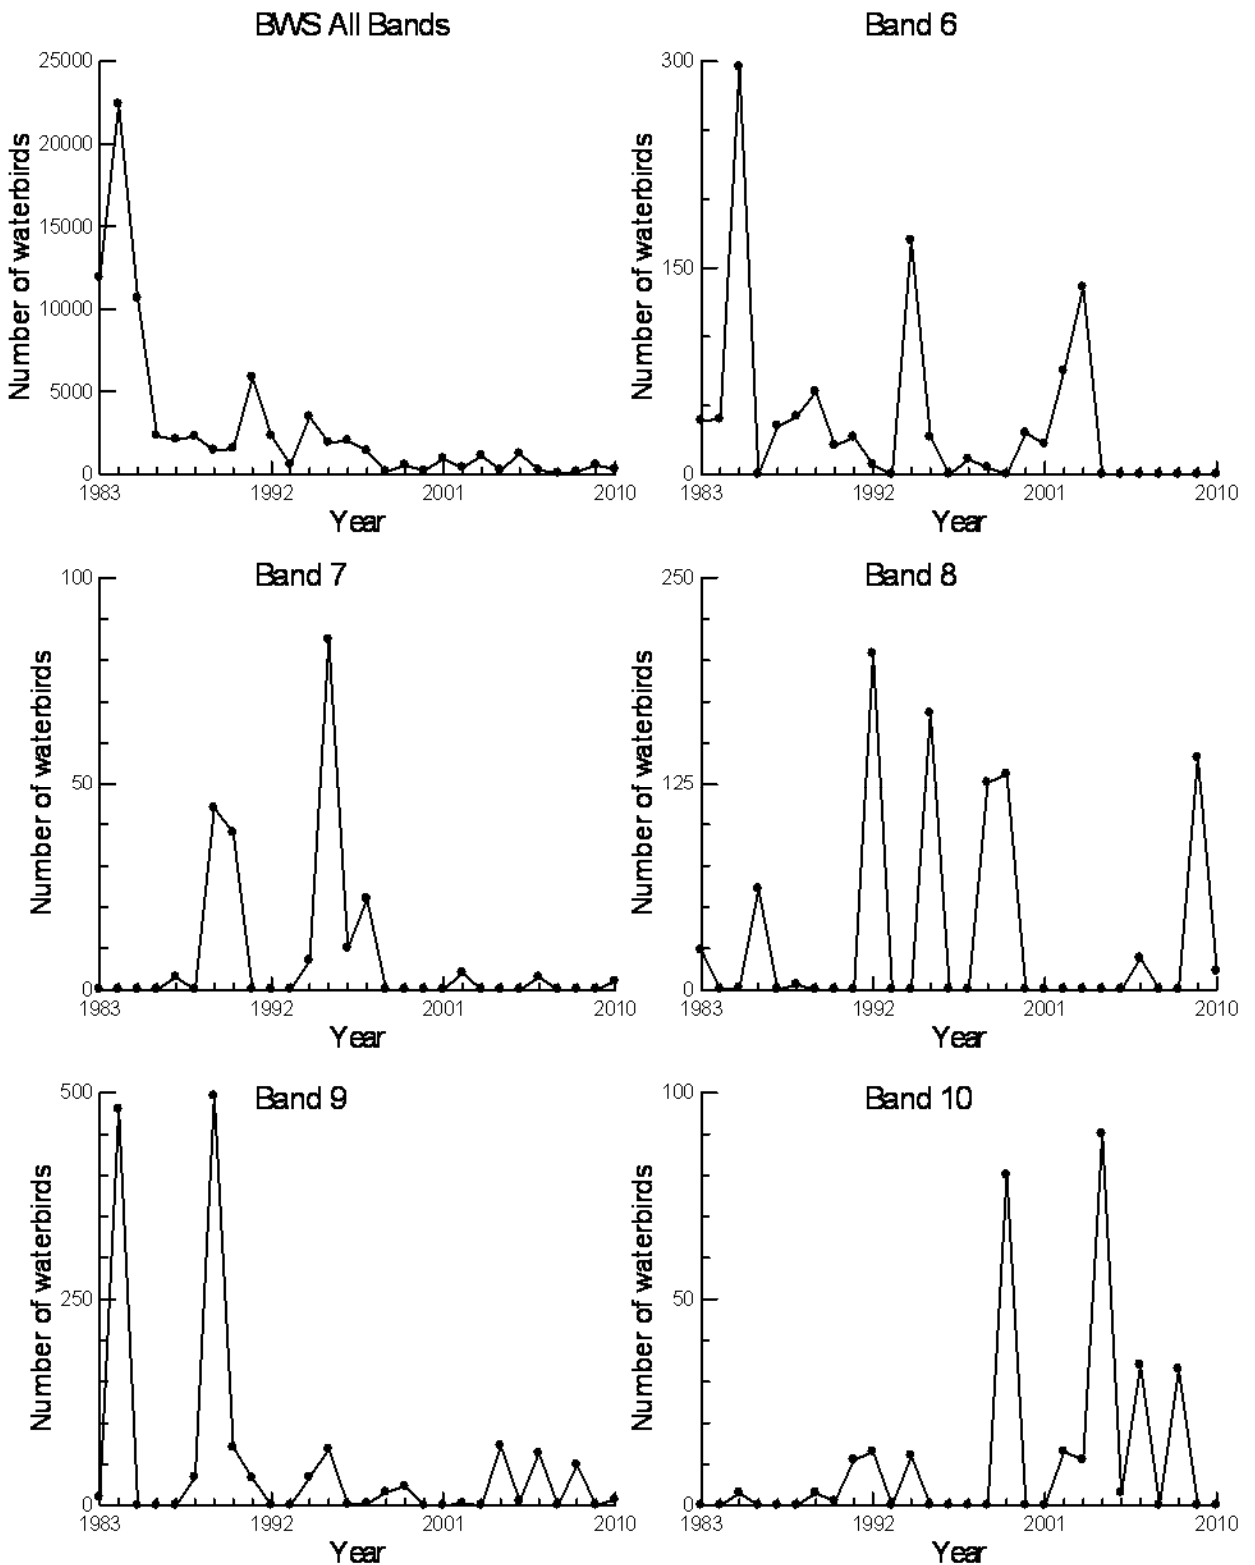 BWS All Bands
25000
20000
15000
10000
5000
0
Number of waterbirds
1983 1992 2001 2010
Year
Band 6
300
150
0
Number of waterbirds
1983 1992 2001 2010
Year
Band 7
100
50
0
Number of waterbirds
1983 1992 2001 2010
Year
Band 8
250
125
0
Number of waterbirds
1983 1992 2001 2010
Year
Band 9
500
250
0
Number of waterbirds
1983 1992 2001 2010
Year
Band 10
100
50
0
Number of waterbirds
1983 1992 2001 2010
Year